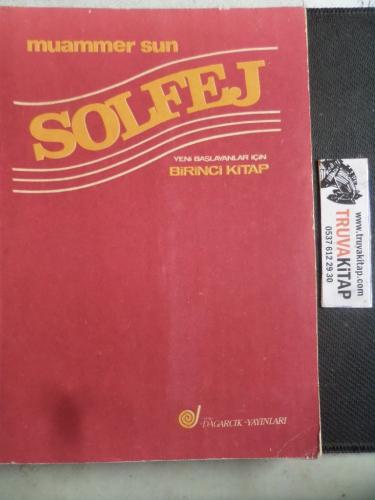 muammer sun
SOLFEJ
YENİ BAŞLAYANLAR İÇİN
BİRİNCİ KİTAP
DAĞARCIK YAYINLARI
www.truvakitap.com
TRUVAKİTAP
0537 612 29 30